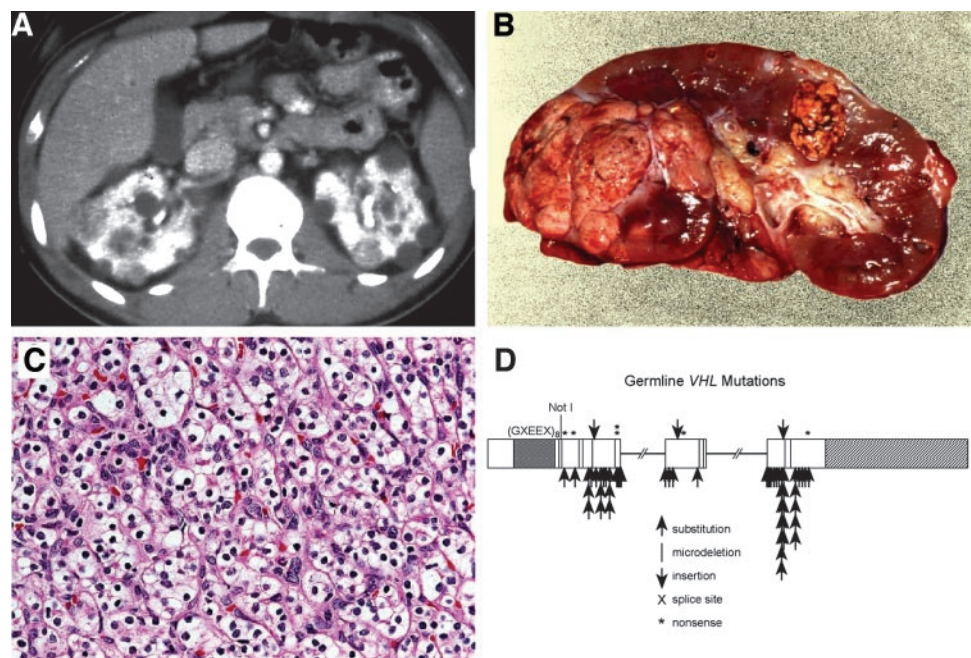 A
B
C
D
Germline VHL Mutations
Not I
(GXEEX)8
substitution
microdeletion
insertion
X splice site
* nonsense